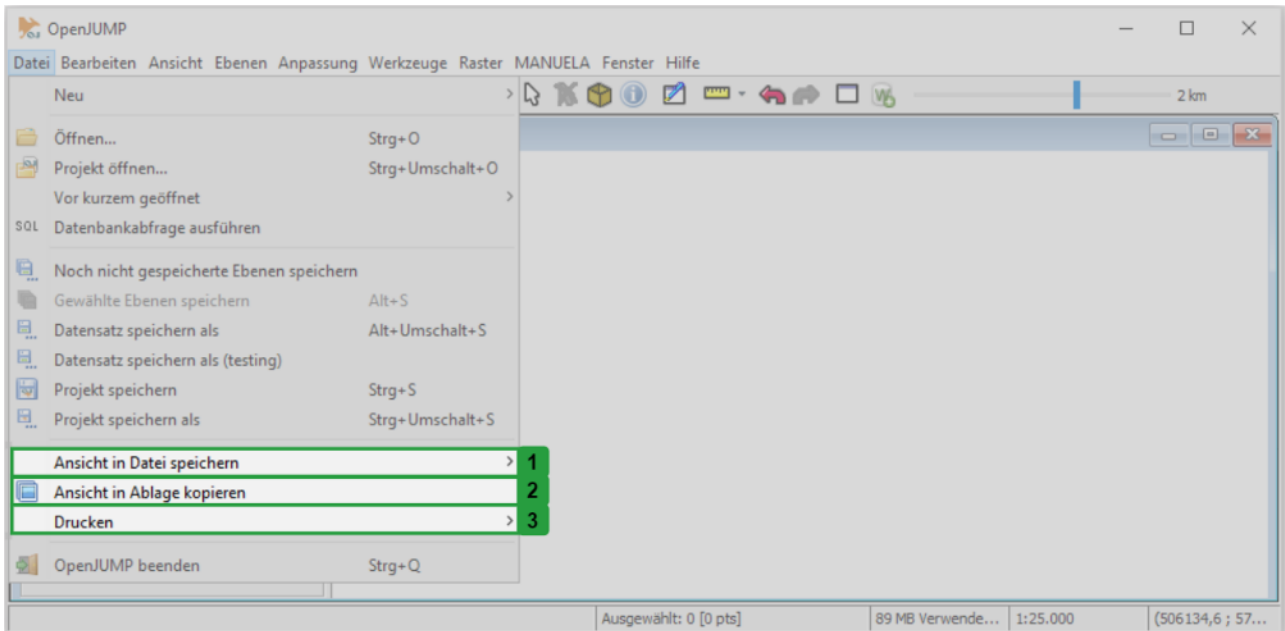 OpenJUMP
Datei Bearbeiten Ansicht Ebenen Anpassung Werkzeuge Raster MANUELA Fenster Hilfe
Neu
2 km
Öffnen... Strg+O
Projekt öffnen... Strg+Umschalt+O
Vor kurzem geöffnet
SQL Datenbankabfrage ausführen
Noch nicht gespeicherte Ebenen speichern
Gewählte Ebenen speichern Alt+S
Datensatz speichern als Alt+Umschalt+S
Datensatz speichern als (testing)
Projekt speichern Strg+S
Projekt speichern als Strg+Umschalt+S
Ansicht in Datei speichern 1
Ansicht in Ablage kopieren 2
Drucken 3
OpenJUMP beenden Strg+Q
Ausgewählt: 0 [0 pts] 89 MB Verwende... 1:25.000 (506134,6 ; 57...